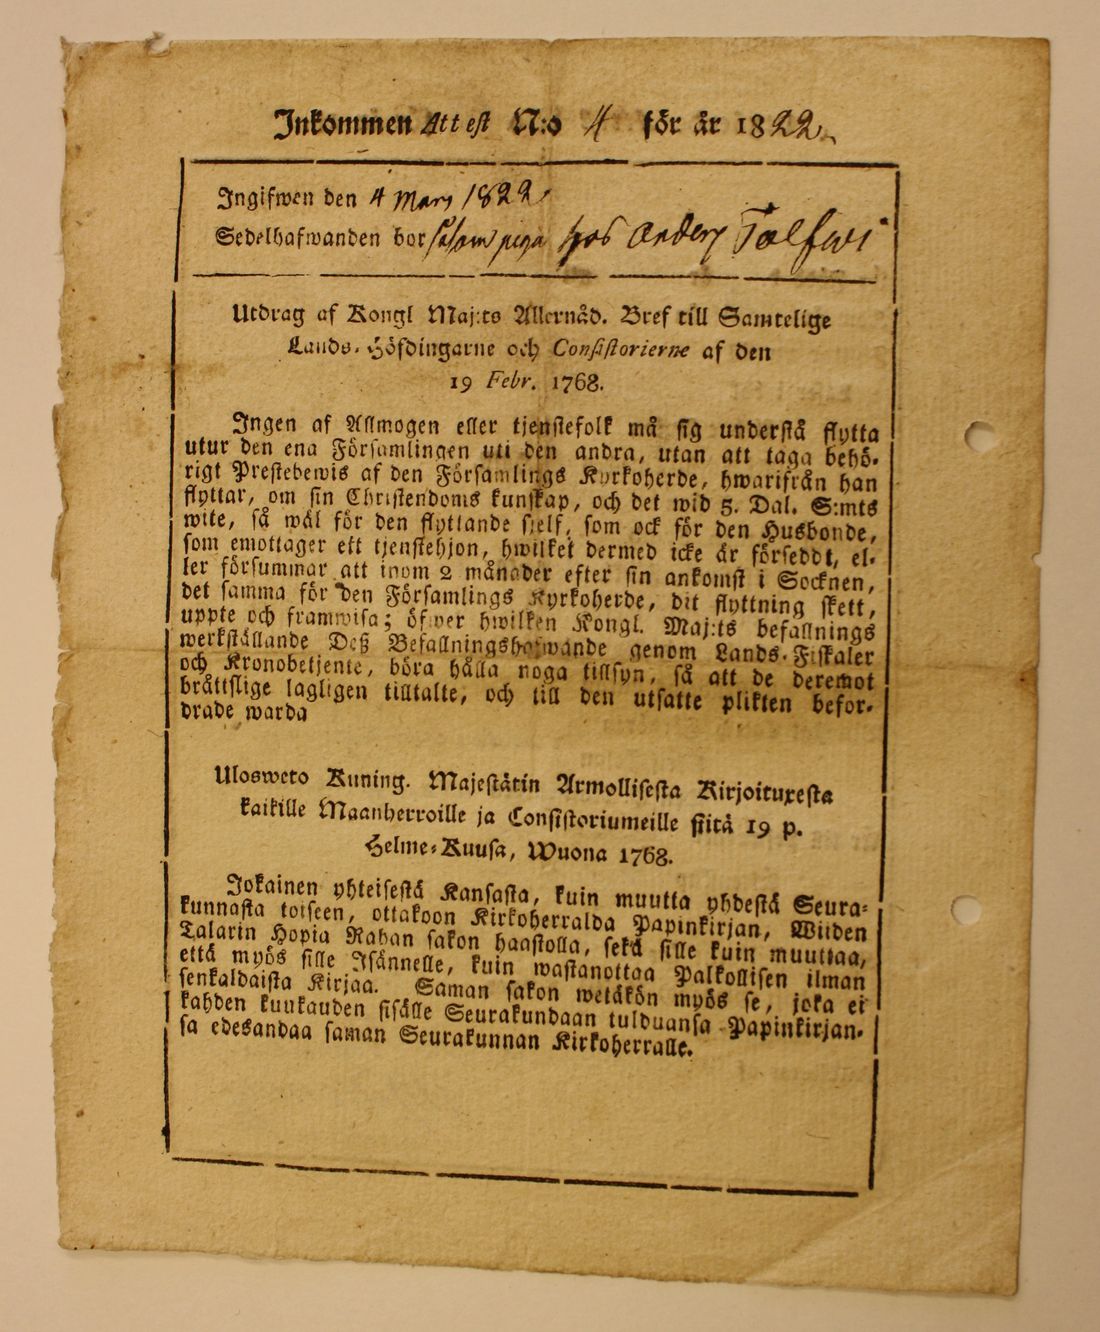 Inkommen Attest N:o 4 för år 1822
Ingifwen den 4 Mars 1822
Sedelhafwanden bor såsom piga hos Anders Talfwi
Utdrag af Kongl Maj:ts Allernåd. Bref till Samtelige
Lands-Höfdingarne och Consistorierne af den
19 Febr. 1768.
Ingen af Allmogen eller tjenstefolk må sig understå flytta
utur den ena Församlingen uti den andra, utan att taga behö-
rigt Prestebewis af den Församlings Kyrkoherde, hwarifrån han
flyttar, om sin Christendoms kunskap, och det wid 5. Dal. S:mts
wite, så wäl för den flyttande sjelf, som ock för den Husbonde,
som emottager ett tjenstehjon, hwilket dermed icke är försedt, el-
ler försummar att inom 2 månader efter sin ankomst i Socknen,
det samma för den Församlings Kyrkoherde, dit flyttning skett,
uppte och framwisa; öfwer hwilken Kongl. Maj:ts befallnings
werkställande Deß Befallningshafwande genom Lands-Fiskaler
och Kronobetjente, böra hålla noga tillsyn, så att de deremot
bråttslige lagligen tilltalte, och till den utsatte plikten befor-
drade warda
Ulosweto Kuning. Majestätin Armollisesta Kirjoituxesta
kaikille Maanherroille ja Consistoriumeille siitä 19 p.
Helme-Kuusa, Wuona 1768.
Jokainen yhteisestä Kansasta, kuin muutta yhdestä Seura-
kunnasta toiseen, ottakoon Kirkoherralda Papinkirjan, Wiiden
Talarin Hopia Rahan sakon haastolla, sekä sille kuin muuttaa,
että myös sille Isännelle, kuin wastanottaa Palkollisen ilman
senkaldaista Kirjaa. Saman sakon wetäkön myös se, joka ei
kahden kuukauden sisälle Seurakundaan tulduansa Papinkirjan-
sa edesandaa saman Seurakunnan Kirkoherralle.